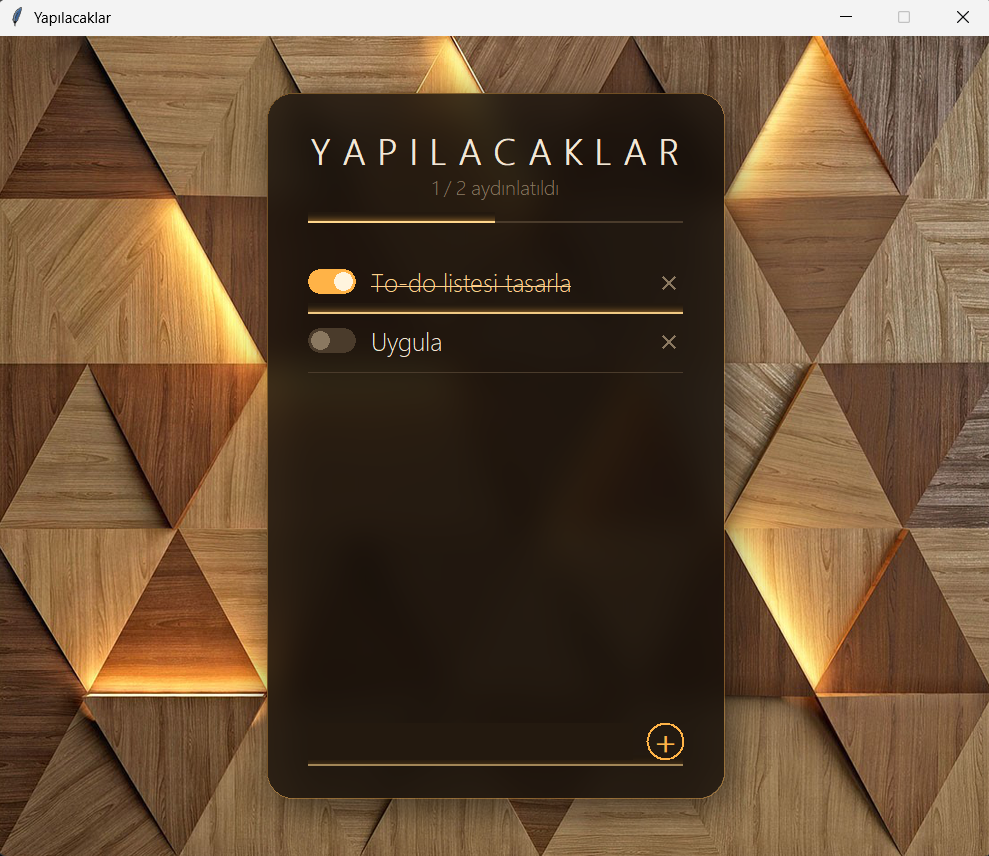 Yapılacaklar
YAPILACAKLAR
1 / 2 aydınlatıldı
To-do listesi tasarla
Uygula